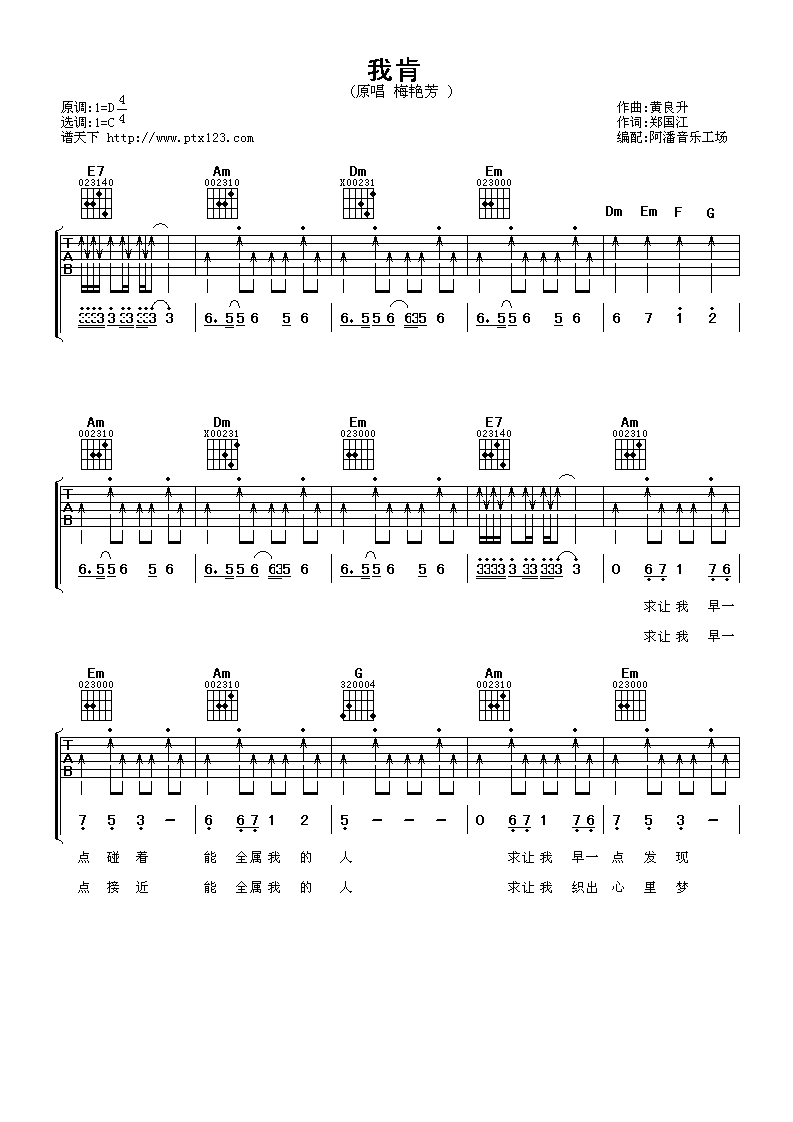 我肯
(原唱 梅艳芳 )
原调:1=D 4
选调:1=C 4
谱天下 http://www.ptx123.com
作曲:黄良升
作词:郑国江
编配:阿潘音乐工场
E7 Am Dm Em Dm Em F G
023140 002310 X00231 023000
T A B
3333 3 33 333 3 6. 55 6 5 6 6. 55 6 635 6 6. 55 6 5 6 6 7 1 2
Am Dm Em E7 Am
002310 X00231 023000 023140 002310
T A B
6. 55 6 5 6 6. 55 6 635 6 6. 55 6 5 6 3333 3 33 333 3 0 67 1 76
求让 我 早一
求让 我 早一
Em Am G Am Em
023000 002310 320004 002310 023000
T A B
7 5 3 – 6 67 1 2 5 – – – 0 67 1 76 7 5 3 –
点 碰 着 能 全属 我 的 人 求让 我 早一 点 发 现
点 接 近 能 全属 我 的 人 求让 我 织出 心 里 梦